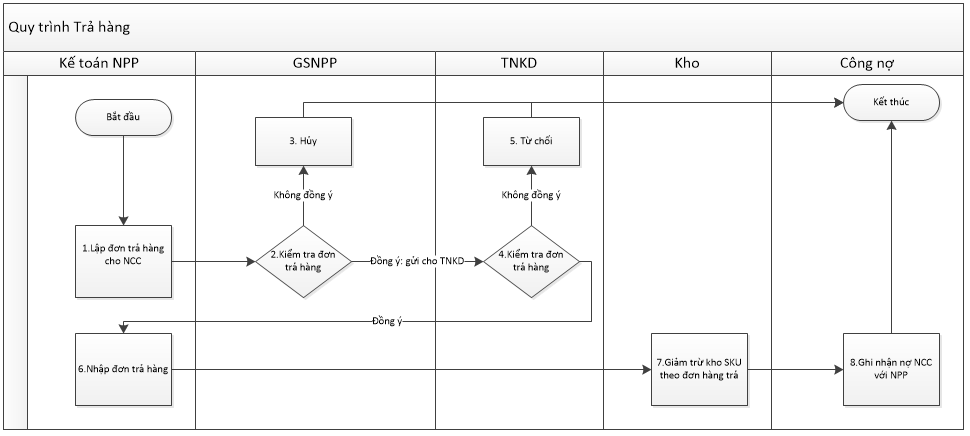 Quy trình Trả hàng
Kế toán NPP
GSNPP
TNKD
Kho
Công nợ
Bắt đầu
Kết thúc
3. Hủy
5. Từ chối
Không đồng ý
Không đồng ý
1.Lập đơn trả hàng
cho NCC
2.Kiểm tra đơn
trả hàng
Đồng ý: gửi cho TNKD
4.Kiểm tra đơn
trả hàng
Đồng ý
6.Nhập đơn trả hàng
7.Giảm trừ kho SKU
theo đơn hàng trả
8.Ghi nhận nợ NCC
với NPP